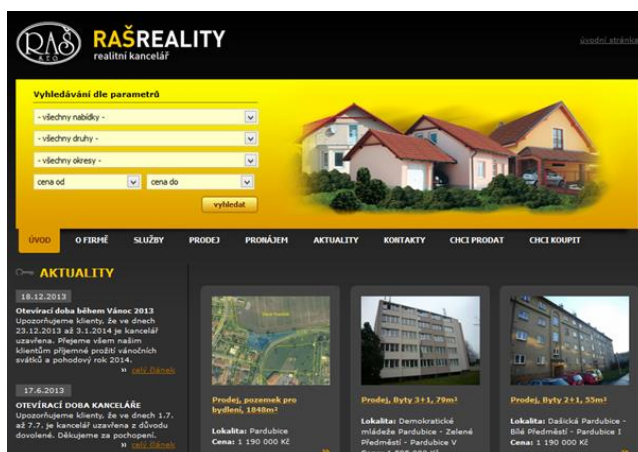 RAŠ
RAŠREALITY
realitní kancelář
úvodní stránka
Vyhledávání dle parametrů
- všechny nabídky -
- všechny druhy -
- všechny okresy -
cena od
cena do
vyhledat
ÚVOD O FIRMĚ SLUŽBY PRODEJ PRONÁJEM AKTUALITY KONTAKTY CHCI PRODAT CHCI KOUPIT
AKTUALITY
18.12.2013
Otevírací doba během Vánoc 2013
Upozorňujeme klienty, že ve dnech
23.12.2013 až 3.1.2014 je kancelář
uzavřena. Přejeme všem našim
klientům příjemné prožití vánočních
svátků a pohodový rok 2014.
» celý článek
17.6.2013
OTEVÍRACÍ DOBA KANCELÁŘE
Upozorňujeme klienty, že ve dnech 1.7.
až 7.7. je kancelář uzavřena z důvodu
dovolené. Děkujeme za pochopení.
» celý článek
Prodej, pozemek pro
bydlení, 1848m²
Lokalita: Pardubice
Cena: 1 190 000 Kč
Prodej, Byty 3+1, 79m²
Lokalita: Demokratické
mládeže Pardubice - Zelené
Předměstí - Pardubice V
Prodej, Byty 2+1, 55m²
Lokalita: Dašická Pardubice -
Bílé Předměstí - Pardubice I
Cena: 1 190 000 Kč